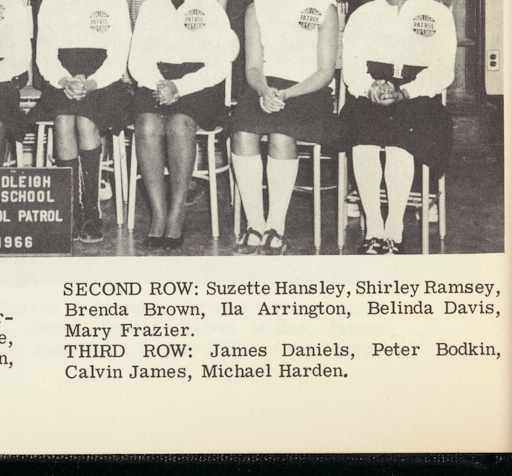 PATROL
PATROL
PATROL
DLEIGH
SCHOOL
OL PATROL
1966
r-
e,
n,
SECOND ROW: Suzette Hansley, Shirley Ramsey,
Brenda Brown, Ila Arrington, Belinda Davis,
Mary Frazier.
THIRD ROW: James Daniels, Peter Bodkin,
Calvin James, Michael Harden.